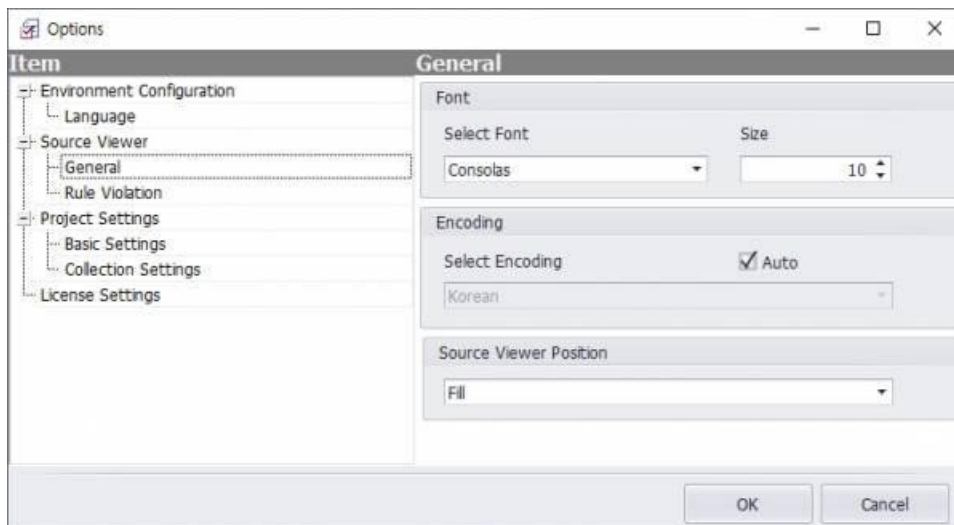 Options
Item
Environment Configuration
Language
Source Viewer
General
Rule Violation
Project Settings
Basic Settings
Collection Settings
License Settings
General
Font
Select Font Size
Consolas 10
Encoding
Select Encoding Auto
Korean
Source Viewer Position
Fill
OK Cancel